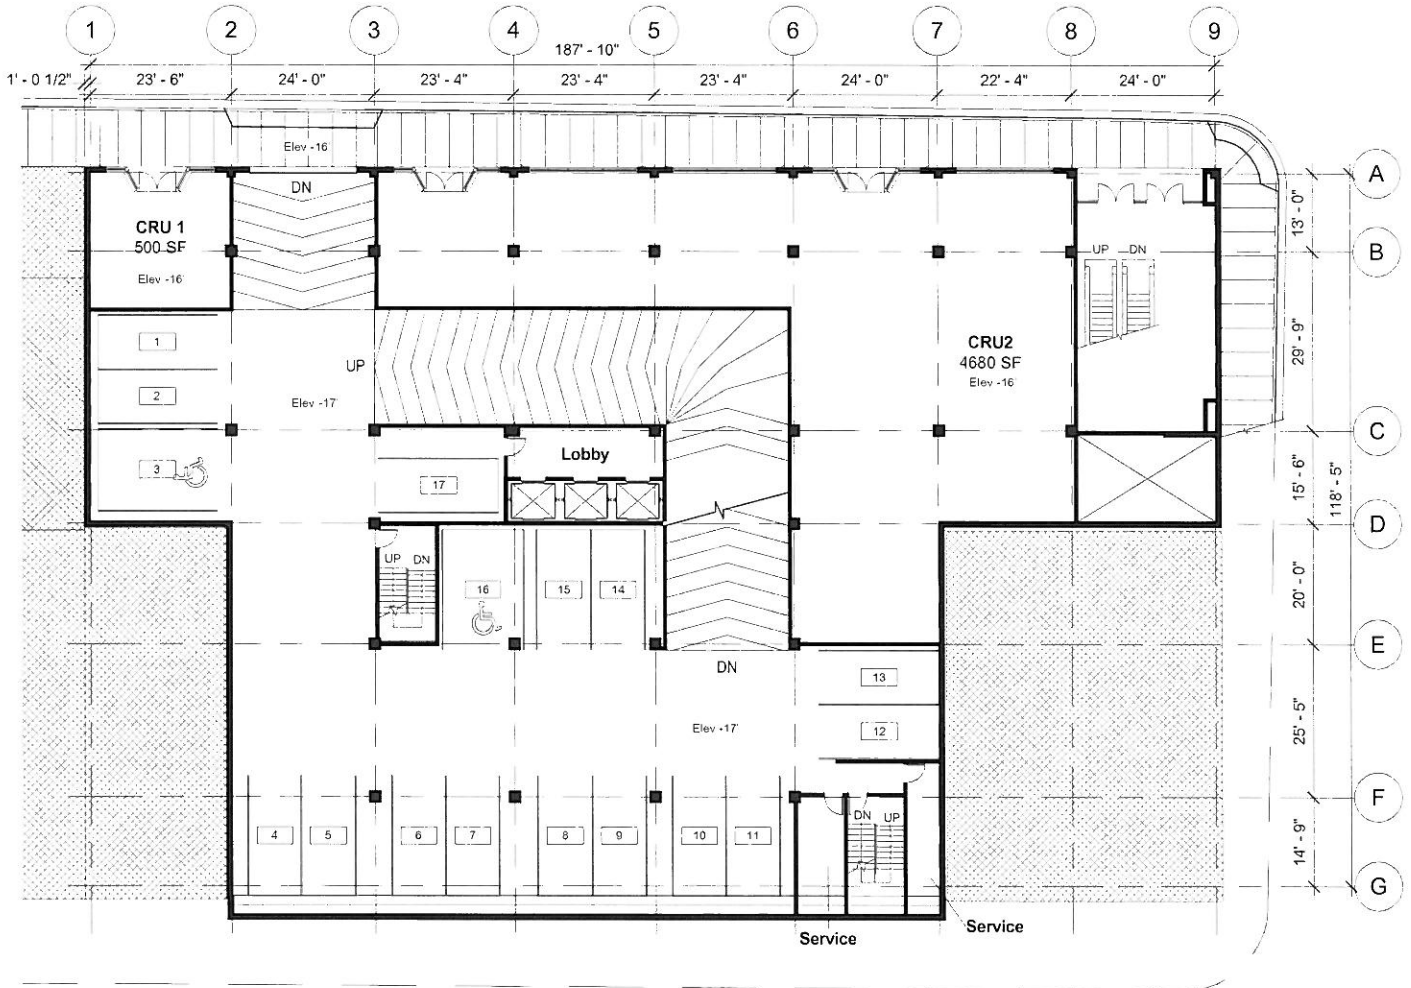 1 2 3 4 5 6 7 8 9
187' - 10"
1' - 0 1/2" 23' - 6" 24' - 0" 23' - 4" 23' - 4" 23' - 4" 24' - 0" 22' - 4" 24' - 0"
Elev -16'
A
DN
13' - 0"
CRU 1
500 SF
UP DN
B
Elev -16'
1
CRU2
4680 SF
29' - 9"
UP
Elev -16'
2
Elev -17'
C
Lobby
3
17
15' - 6"
118' - 5"
D
UP DN
16
15
14
20' - 0"
E
DN
13
Elev -17'
12
25' - 5"
F
DN UP
4
5
6
7
8
9
10
11
14' - 9"
G
Service
Service